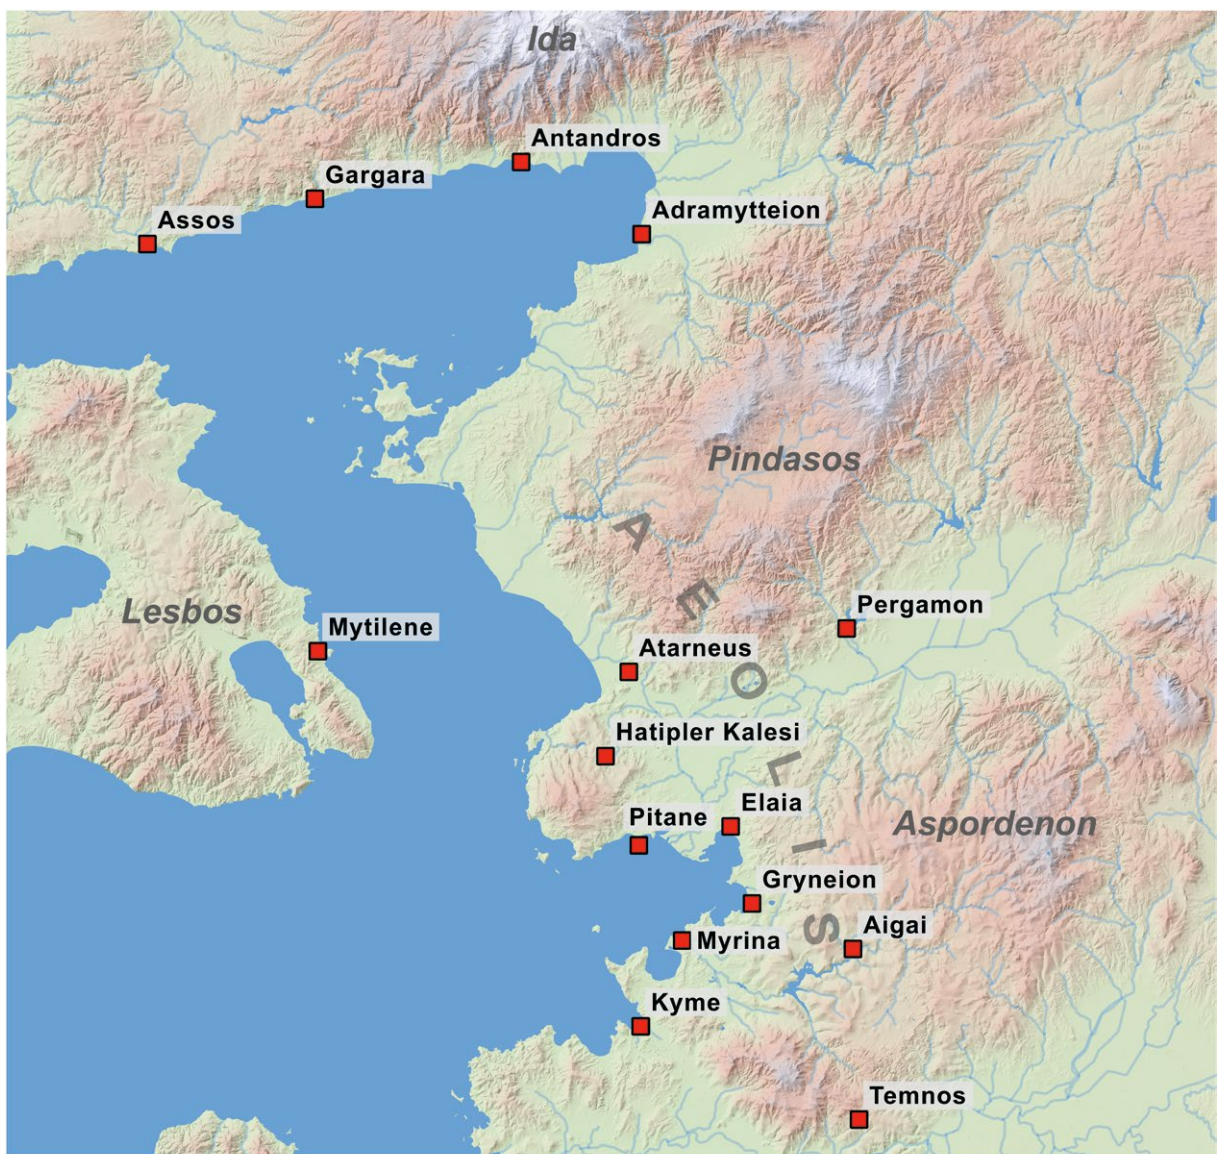 Ida
Antandros
Gargara
Assos
Adramytteion
Pindasos
AEOLIS
Lesbos
Mytilene
Pergamon
Atarneus
Hatipler Kalesi
Elaia
Pitane
Aspordenon
Gryneion
Aigai
Myrina
Kyme
Temnos